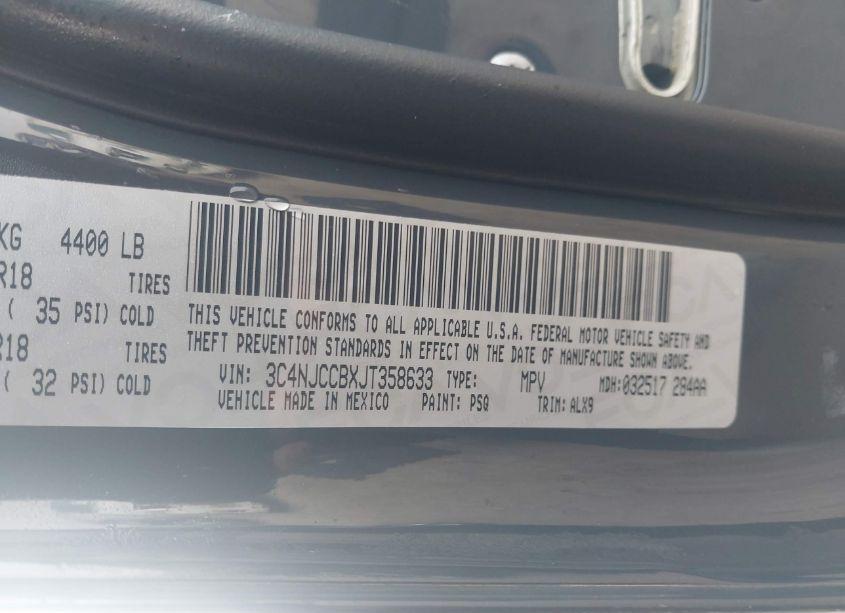 KG 4400 LB
R18 TIRES
( 35 PSI) COLD
R18 TIRES
( 32 PSI) COLD
THIS VEHICLE CONFORMS TO ALL APPLICABLE U.S.A. FEDERAL MOTOR VEHICLE SAFETY AND
THEFT PREVENTION STANDARDS IN EFFECT ON THE DATE OF MANUFACTURE SHOWN ABOVE.
VIN: 3C4NJCCBXJT358633 TYPE: MPV MDH:032517 284AA
VEHICLE MADE IN MEXICO PAINT: PSQ TRIM: ALX9